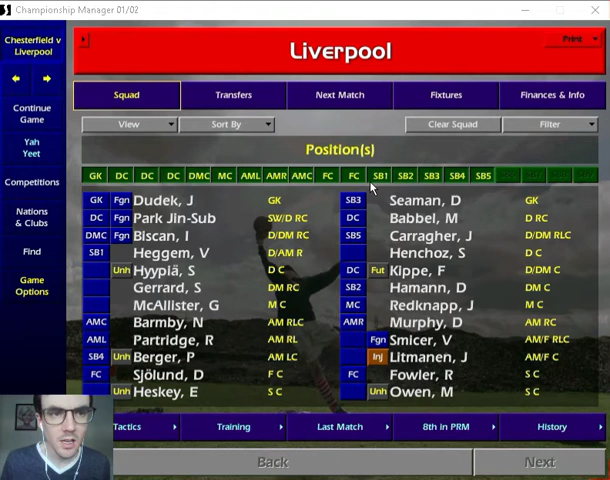 Championship Manager 01/02
Chesterfield v Liverpool
Liverpool
Print
Squad
Transfers
Next Match
Fixtures
Finances & Info
View
Sort By
Clear Squad
Filter
Position(s)
GK DC DC DC DMC MC AML AMR AMC FC FC SB1 SB2 SB3 SB4 SB5
Continue Game
Yah Yeet
Competitions
Nations & Clubs
Find
Game Options
GK Fgn Dudek, J GK
DC Fgn Park Jin-Sub SW/D RC
DMC Fgn Biscan, I D/DM RC
SB1 Heggem, V D/AM R
Unh Hyypiä, S D C
Gerrard, S DM RC
McAllister, G M C
AMC Barmby, N AM RLC
AML Partridge, R AM RL
SB4 Unh Berger, P AM LC
FC Sjölund, D F C
Unh Heskey, E S C
SB3 Seaman, D GK
DC Babbel, M D RC
SB5 Carragher, J D/DM RLC
Henchoz, S D C
DC Fut Kippe, F D/DM C
SB2 Hamann, D DM C
MC Redknapp, J M C
AMR Murphy, D AM RC
Fgn Smicer, V AM/F RLC
Inj Litmanen, J AM/F C
FC Fowler, R S C
Unh Owen, M S C
Tactics
Training
Last Match
8th in PRM
History
Back
Next